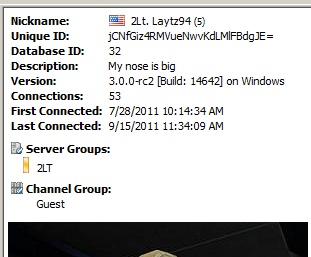 Nickname: 2Lt. Laytz94 (5)
Unique ID: jCNfGiz4RMVueNwvKdLMlFBdgJE=
Database ID: 32
Description: My nose is big
Version: 3.0.0-rc2 [Build: 14642] on Windows
Connections: 53
First Connected: 7/28/2011 10:14:34 AM
Last Connected: 9/15/2011 11:34:09 AM
Server Groups:
2LT
Channel Group:
Guest